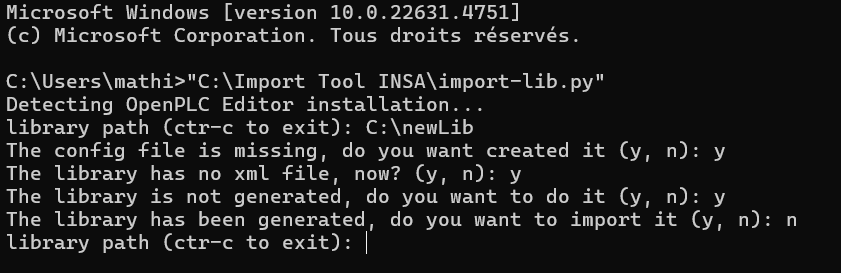 Microsoft Windows [version 10.0.22631.4751]
(c) Microsoft Corporation. Tous droits réservés.
C:\Users\mathi>"C:\Import Tool INSA\import-lib.py"
Detecting OpenPLC Editor installation...
library path (ctr-c to exit): C:\newLib
The config file is missing, do you want created it (y, n): y
The library has no xml file, now? (y, n): y
The library is not generated, do you want to do it (y, n): y
The library has been generated, do you want to import it (y, n): n
library path (ctr-c to exit):